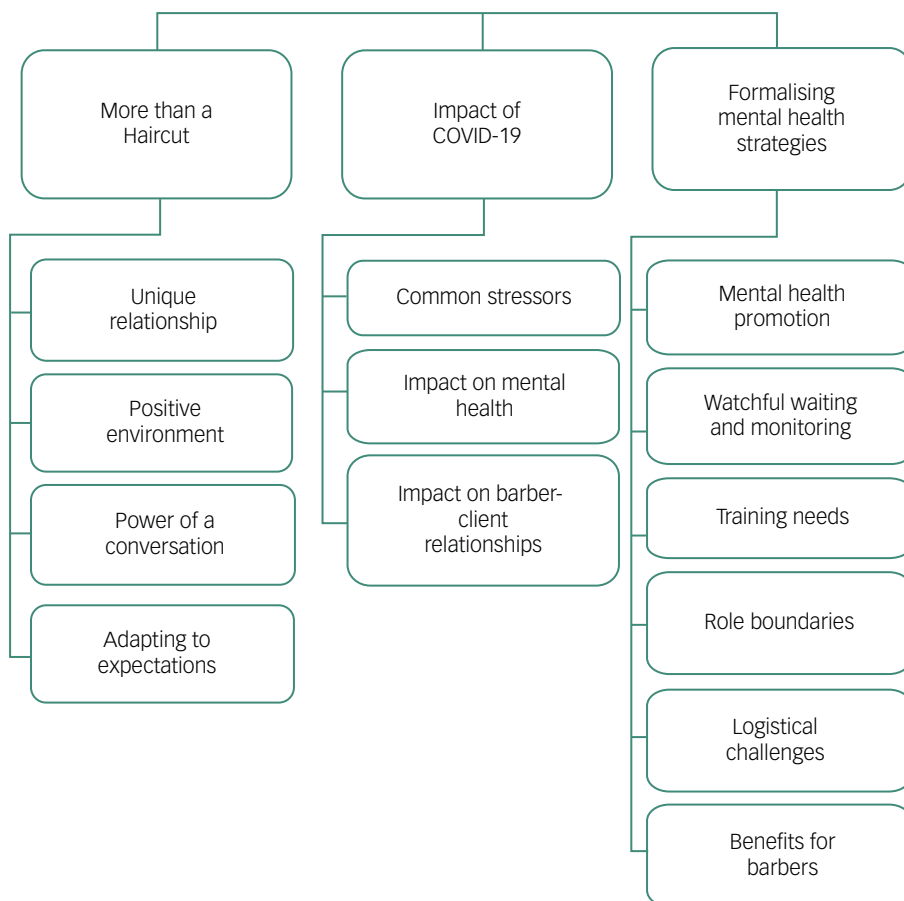 More than a
Haircut
Unique
relationship
Positive
environment
Power of a
conversation
Adapting to
expectations
Impact of
COVID-19
Common stressors
Impact on mental
health
Impact on barber-
client
relationships
Formalising
mental health
strategies
Mental health
promotion
Watchful waiting
and monitoring
Training needs
Role boundaries
Logistical
challenges
Benefits for
barbers